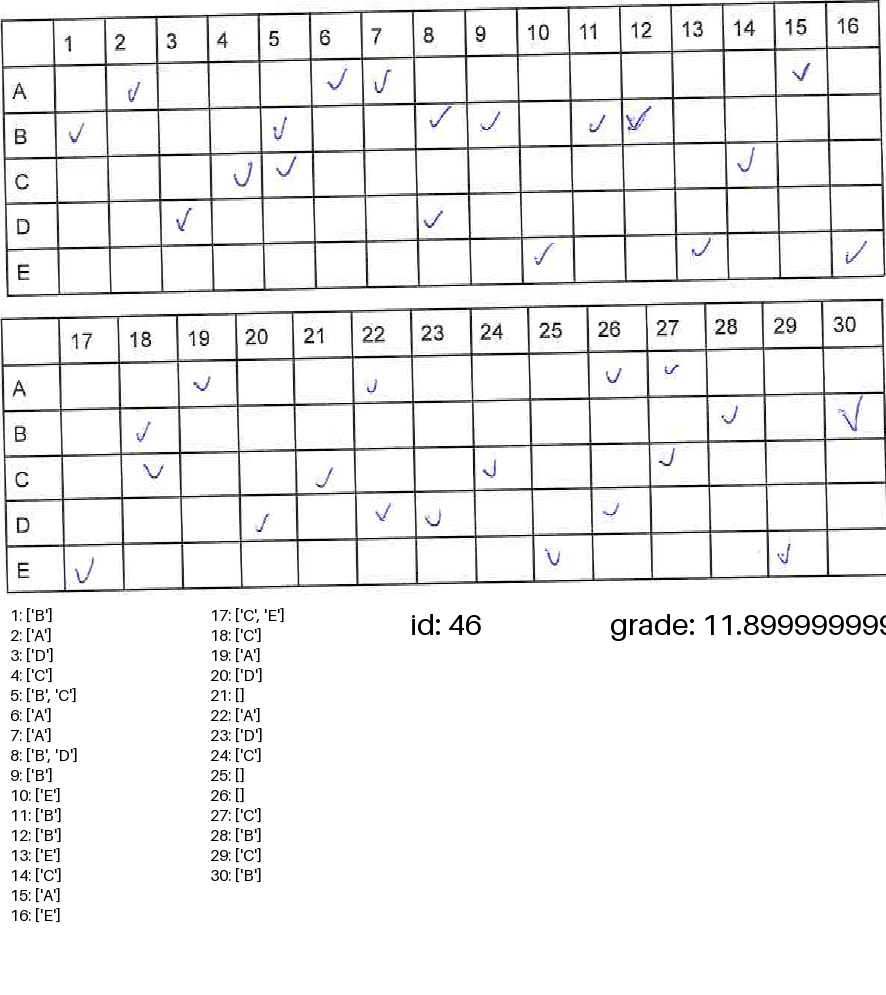 1 2 3 4 5 6 7 8 9 10 11 12 13 14 15 16
A ✓ ✓ ✓ ✓
B ✓ ✓ ✓ ✓ ✓ ✓
C ✓ ✓ ✓
D ✓ ✓
E ✓ ✓ ✓
17 18 19 20 21 22 23 24 25 26 27 28 29 30
A ✓ ✓ ✓ ✓
B ✓ ✓ ✓
C ✓ ✓ ✓ ✓
D ✓ ✓ ✓ ✓
E ✓ ✓ ✓
1: ['B']
2: ['A']
3: ['D']
4: ['C']
5: ['B', 'C']
6: ['A']
7: ['A']
8: ['B', 'D']
9: ['B']
10: ['E']
11: ['B']
12: ['B']
13: ['E']
14: ['C']
15: ['A']
16: ['E']
17: ['C', 'E']
18: ['C']
19: ['A']
20: ['D']
21: []
22: ['A']
23: ['D']
24: ['C']
25: []
26: []
27: ['C']
28: ['B']
29: ['C']
30: ['B']
id: 46
grade: 11.899999999